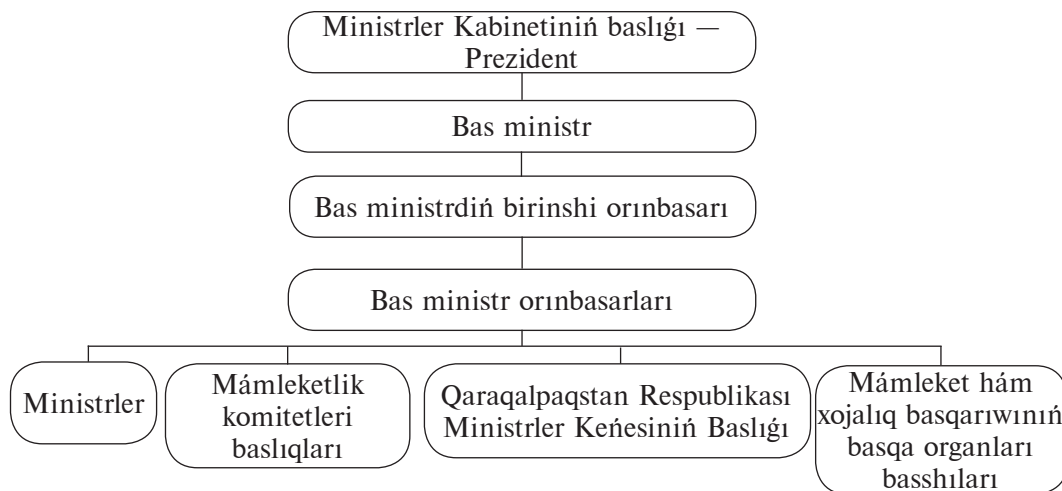 Ministrler Kabinetiniń baslıǵı —
Prezident
Bas ministr
Bas ministrdiń birinshi orınbasarı
Bas ministr orınbasarları
Ministrler
Mámleketlik
komitetleri
baslıqları
Qaraqalpaqstan Respublikası
Ministrler Keńesiniń Baslıǵı
Mámleket hám
xojalıq basqarıwınıń
basqa organları
basshıları